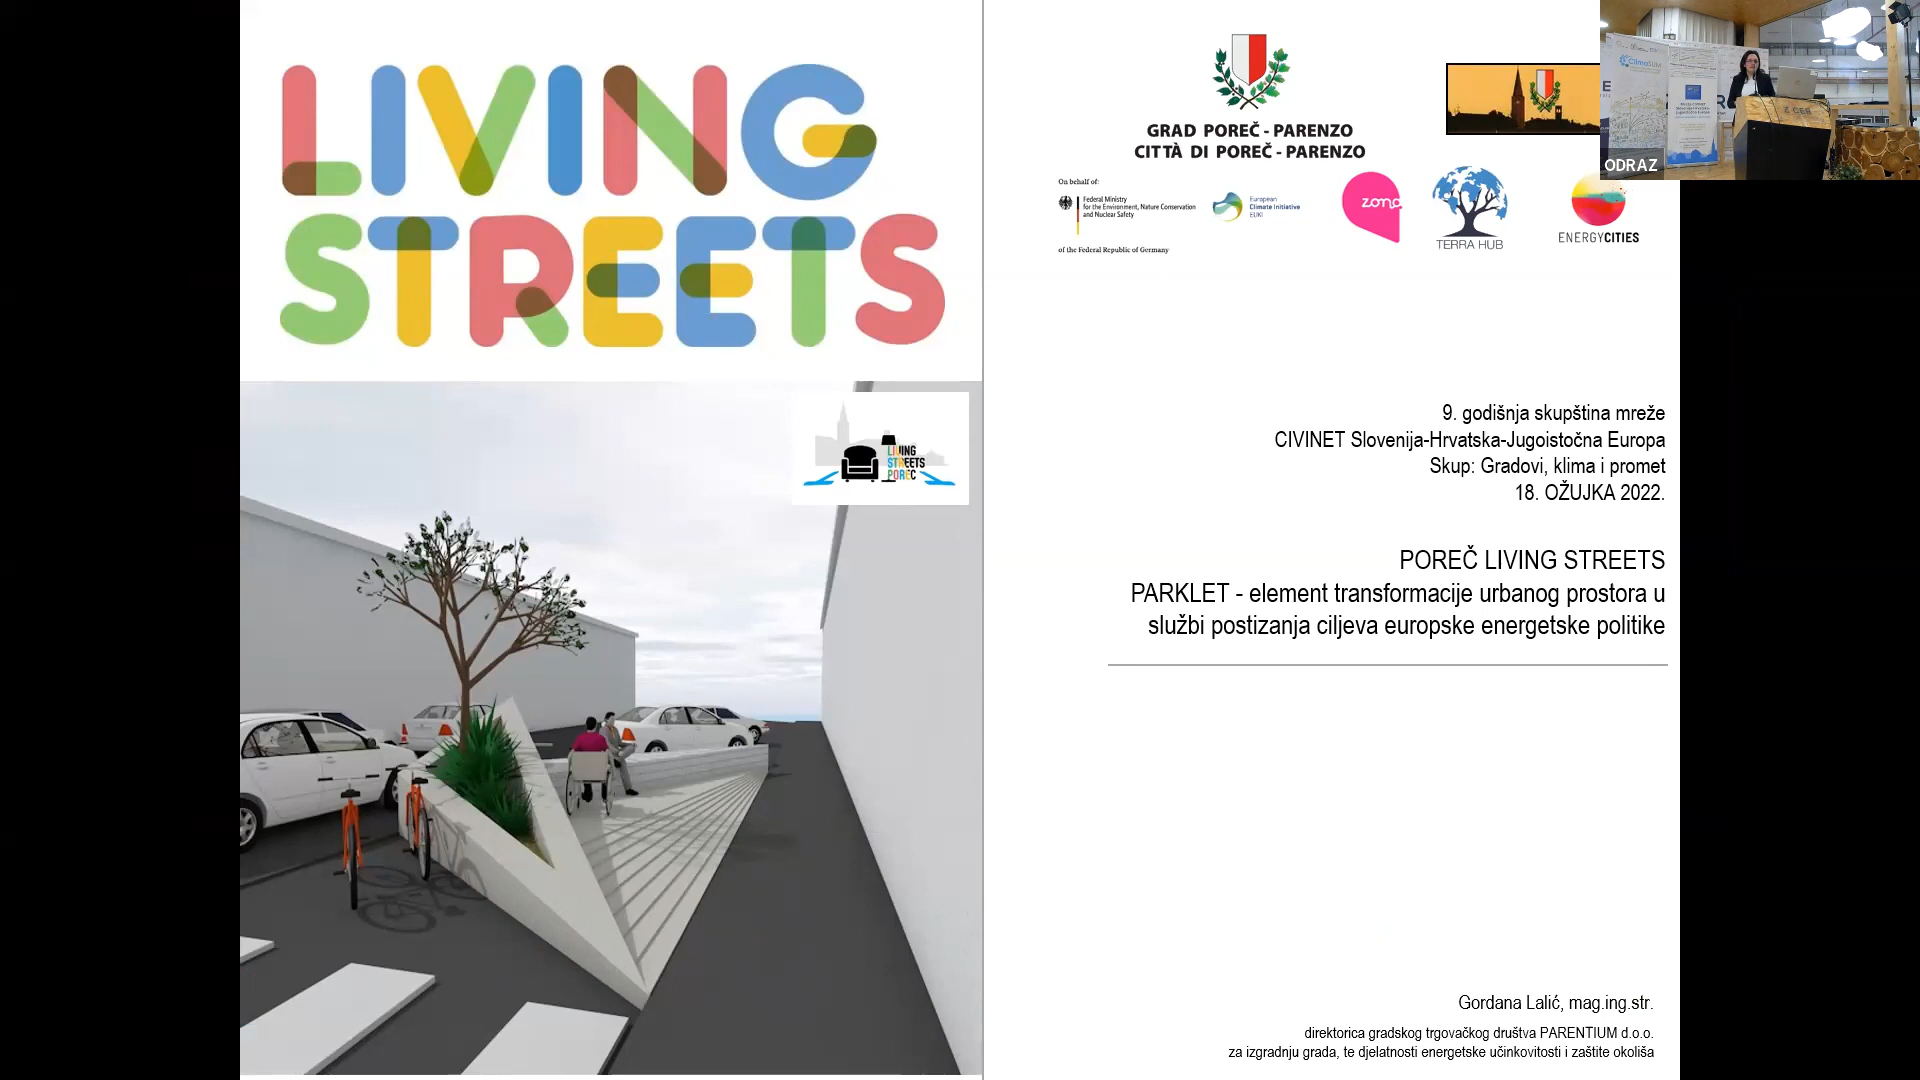 LIVING
STREETS
LIVING
STREETS
POREČ
GRAD POREČ - PARENZO
CITTÀ DI POREČ - PARENZO
On behalf of:
Federal Ministry
for the Environment, Nature Conservation
and Nuclear Safety
of the Federal Republic of Germany
European
Climate Initiative
EUKI
zona
TERRA HUB
ENERGYCITIES
ODRAZ
9. godišnja skupština mreže
CIVINET Slovenija-Hrvatska-Jugoistočna Europa
Skup: Gradovi, klima i promet
18. OŽUJKA 2022.
POREČ LIVING STREETS
PARKLET - element transformacije urbanog prostora u
službi postizanja ciljeva europske energetske politike
Gordana Lalić, mag.ing.str.
direktorica gradskog trgovačkog društva PARENTIUM d.o.o.
za izgradnju grada, te djelatnosti energetske učinkovitosti i zaštite okoliša